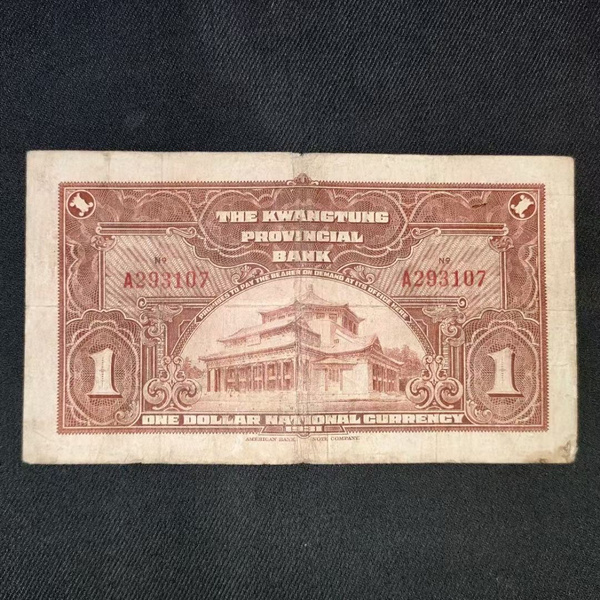 THE KWANGTUNG
PROVINCIAL
BANK
No No
A293107 A293107
PROMISES TO PAY THE BEARER ON DEMAND AT ITS OFFICE HERE
1 1
ONE DOLLAR NATIONAL CURRENCY
1931
AMERICAN BANK NOTE COMPANY